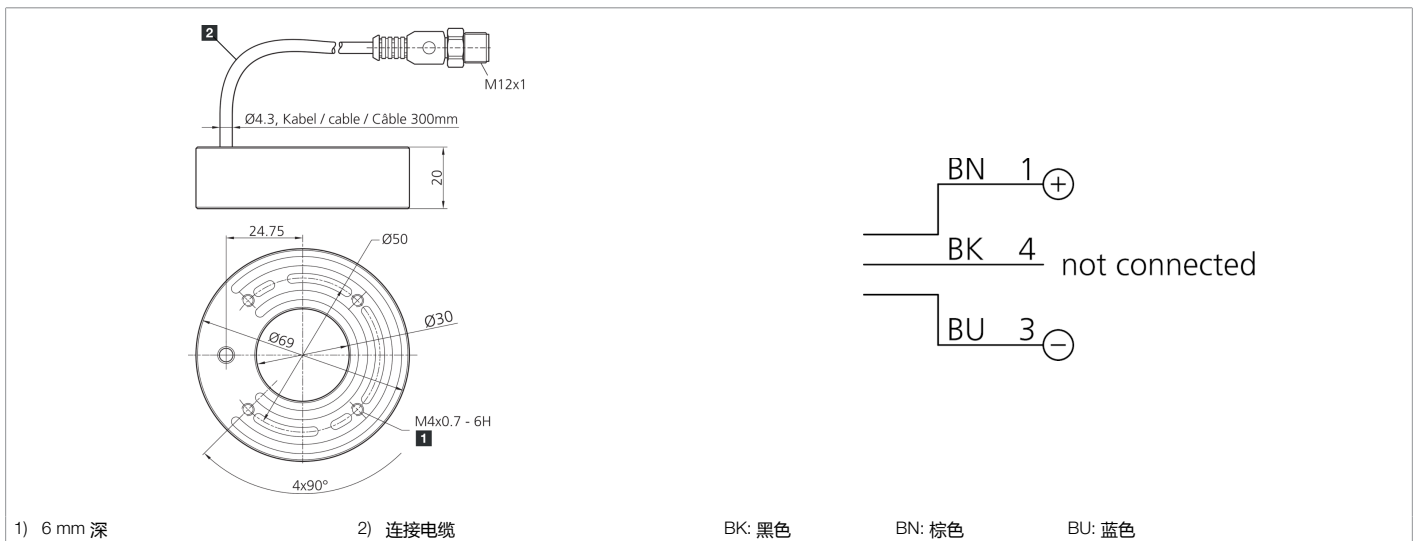 2
M12x1
Ø4.3, Kabel / cable / Câble 300mm
20
24.75
Ø50
Ø30
Ø69
M4x0.7 - 6H
1
4x90°
BN 1 +
BK 4 not connected
BU 3 −
1) 6 mm 深 2) 连接电缆 BK: 黑色 BN: 棕色 BU: 蓝色